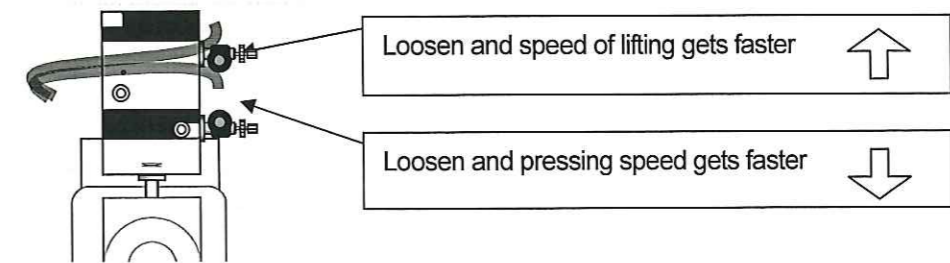 Loosen and speed of lifting gets faster
Loosen and pressing speed gets faster